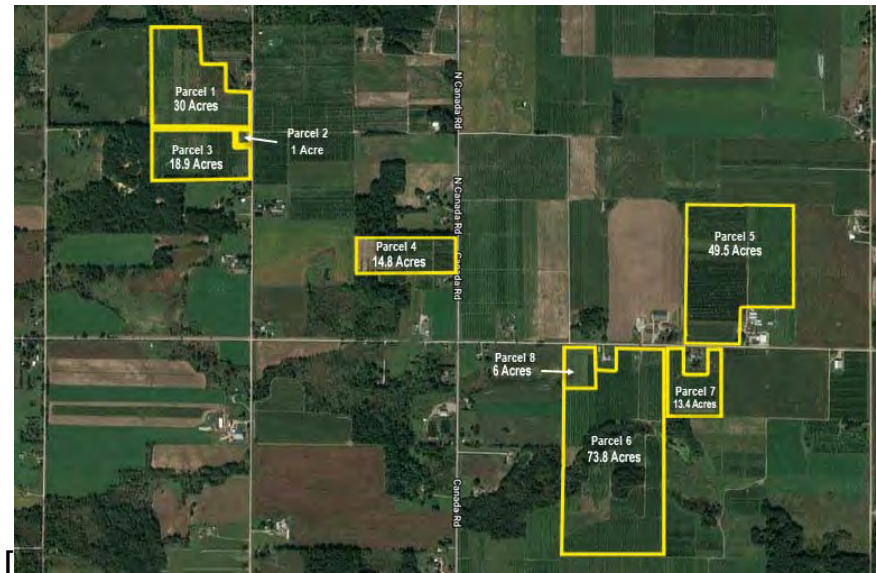 Parcel 1
30 Acres
Parcel 2
1 Acre
Parcel 3
18.9 Acres
N Canada Rd
N Canada Rd
Canada Rd
Parcel 4
14.8 Acres
Parcel 5
49.5 Acres
Parcel 8
6 Acres
Parcel 7
13.4 Acres
Parcel 6
73.8 Acres
Canada Rd
[